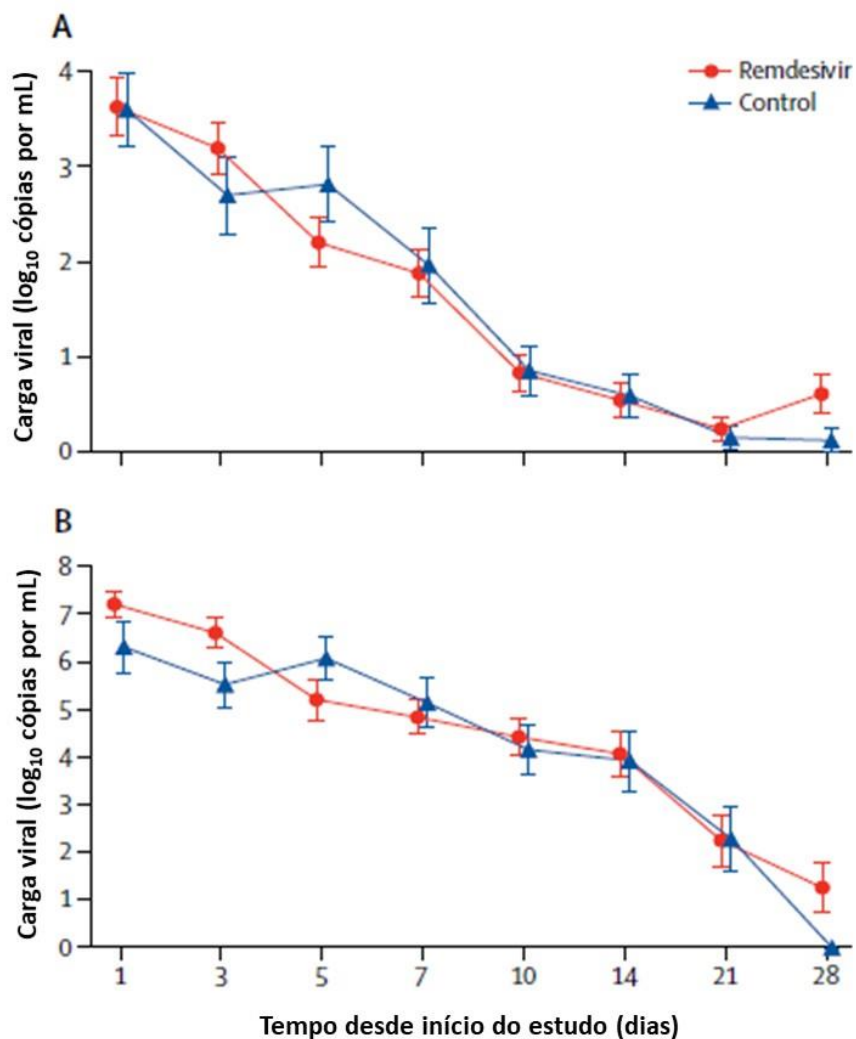 A
Remdesivir
Control
Carga viral (log₁₀ cópias por mL)
4
3
2
1
0
B
Carga viral (log₁₀ cópias por mL)
8
7
6
5
4
3
2
1
0
1 3 5 7 10 14 21 28
Tempo desde início do estudo (dias)